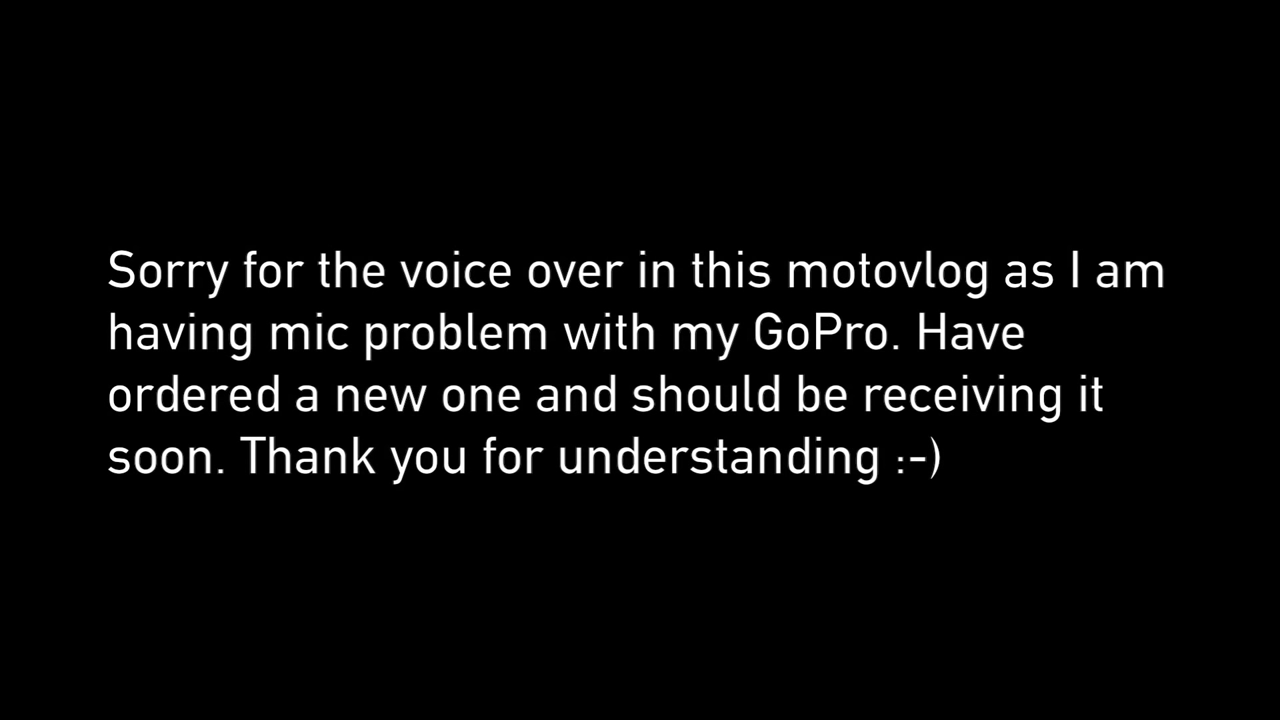 Sorry for the voice over in this motovlog as I am
having mic problem with my GoPro. Have
ordered a new one and should be receiving it
soon. Thank you for understanding :-)